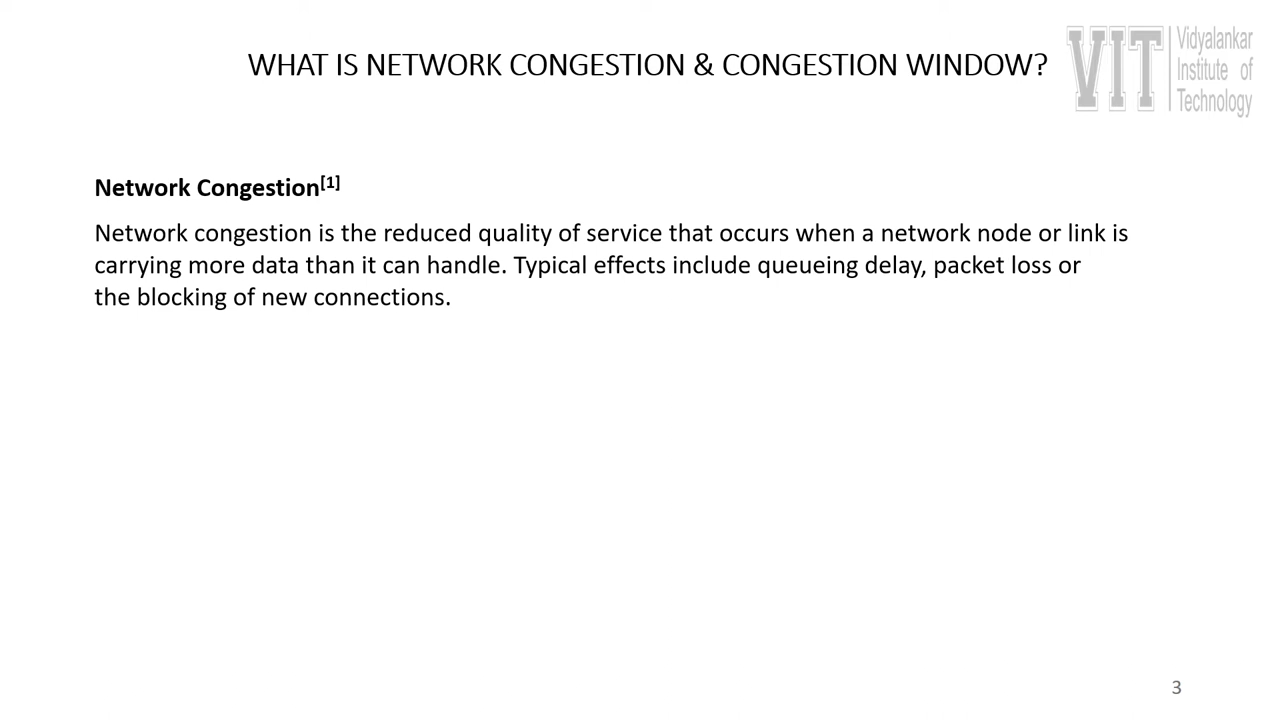 WHAT IS NETWORK CONGESTION & CONGESTION WINDOW?
VIT
Vidyalankar
Institute of
Technology
Network Congestion[1]
Network congestion is the reduced quality of service that occurs when a network node or link is
carrying more data than it can handle. Typical effects include queueing delay, packet loss or
the blocking of new connections.
3